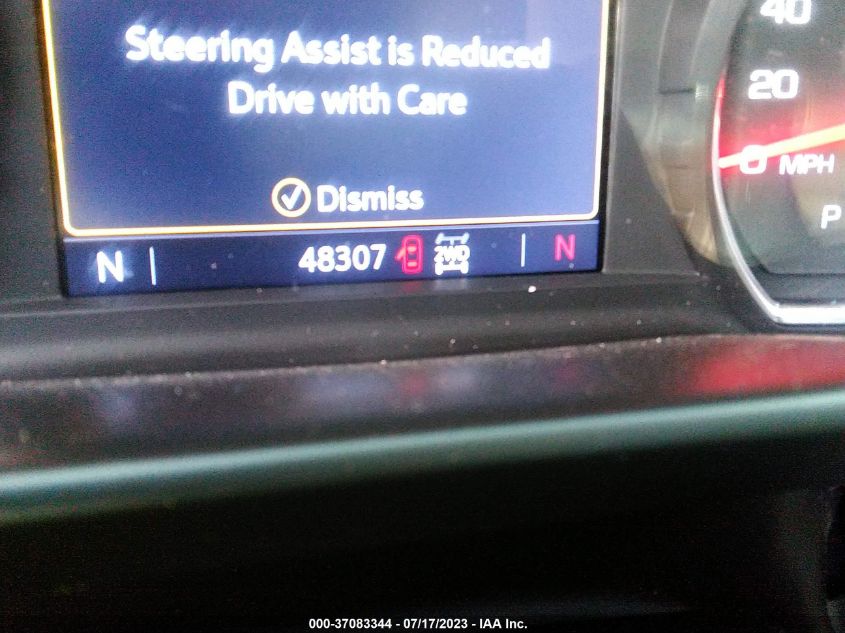 Steering Assist is Reduced
Drive with Care
Dismiss
N 48307 2WD N
40
20
0 MPH
P
000-37083344 - 07/17/2023 - IAA Inc.